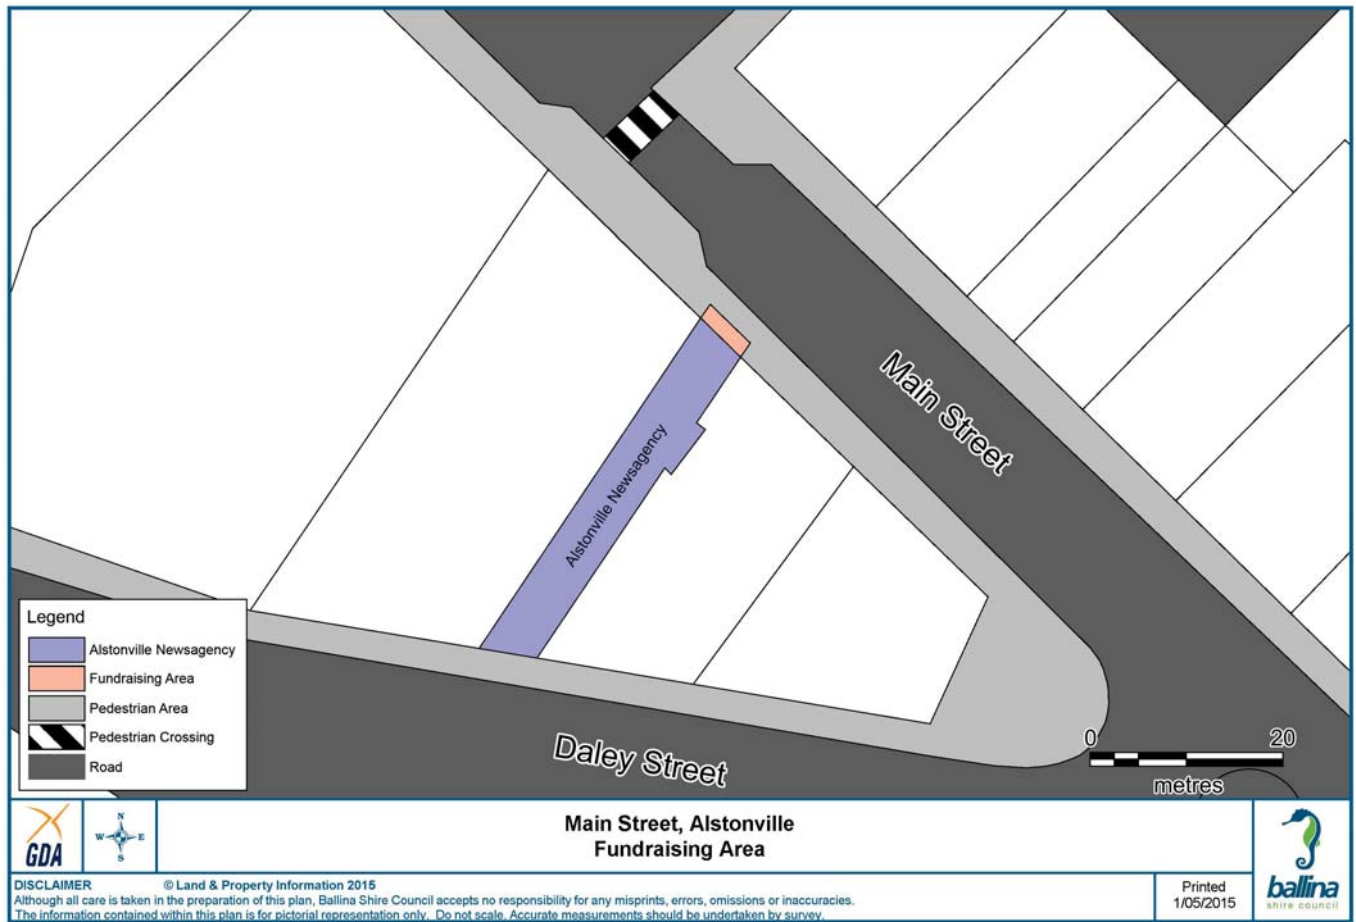 Main Street
Alstonville Newsagency
Legend
Alstonville Newsagency
Fundraising Area
Pedestrian Area
Pedestrian Crossing
Road
Daley Street
0 20
metres
GDA
N
W E
S
Main Street, Alstonville
Fundraising Area
ballina
shire council
DISCLAIMER © Land & Property Information 2015
Although all care is taken in the preparation of this plan, Ballina Shire Council accepts no responsibility for any misprints, errors, omissions or inaccuracies.
The information contained within this plan is for pictorial representation only. Do not scale. Accurate measurements should be undertaken by survey.
Printed
1/05/2015